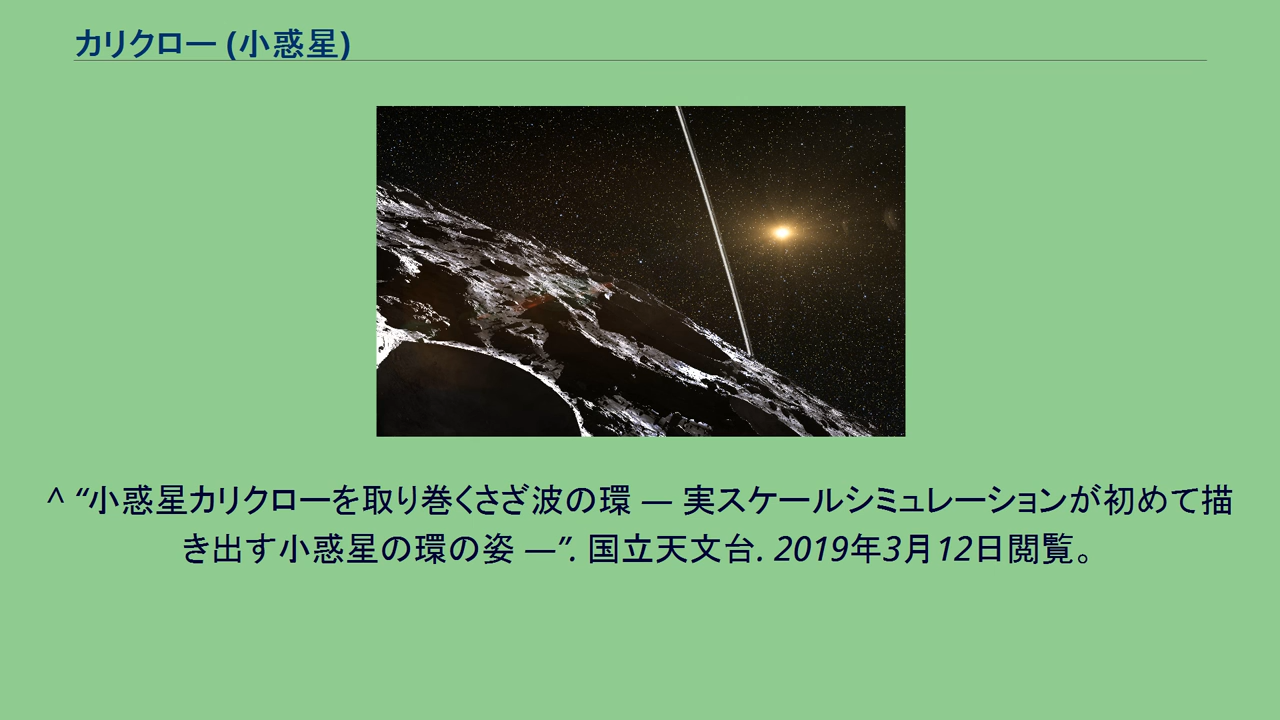 カリクロー (小惑星)
^ “小惑星カリクローを取り巻くさざ波の環 — 実スケールシミュレーションが初めて描
き出す小惑星の環の姿 —”. 国立天文台. 2019年3月12日閲覧。